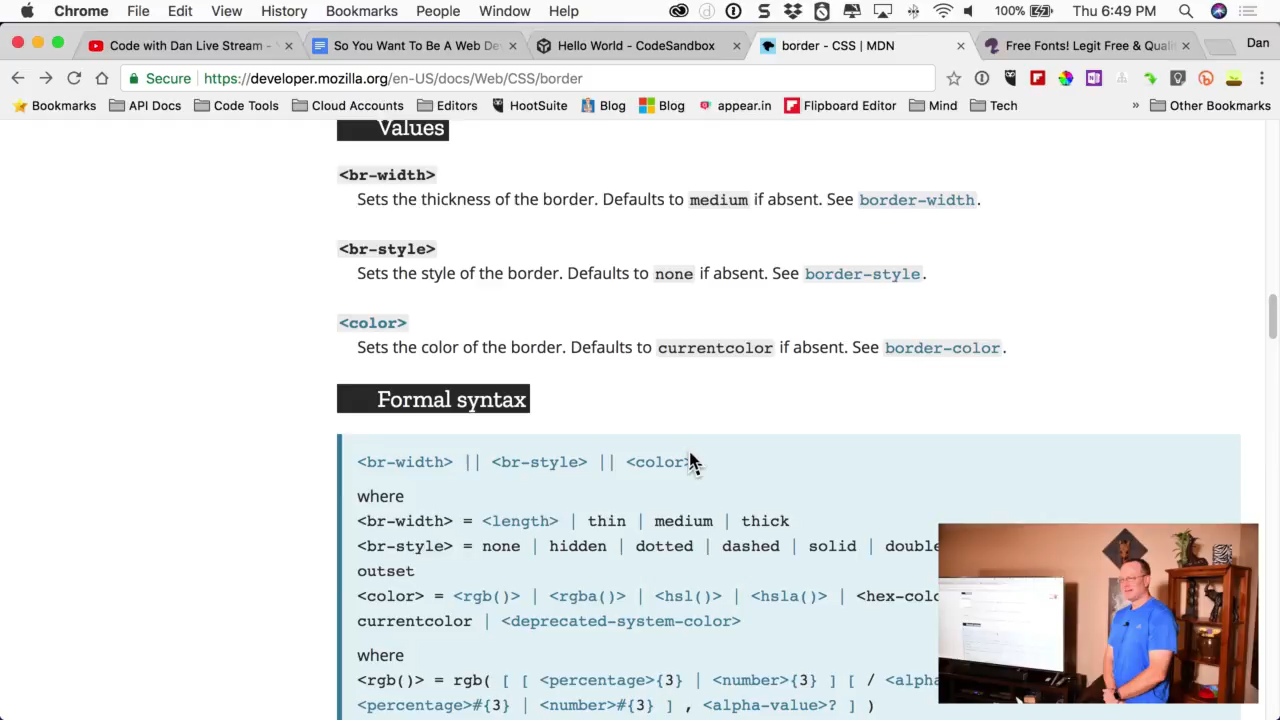 Chrome File Edit View History Bookmarks People Window Help 100% Thu 6:49 PM
Code with Dan Live Stream - Y So You Want To Be A Web De Hello World - CodeSandbox border - CSS | MDN Free Fonts! Legit Free & Quali Dan
Secure https://developer.mozilla.org/en-US/docs/Web/CSS/border
Bookmarks API Docs Code Tools Cloud Accounts Editors HootSuite Blog Blog appear.in Flipboard Editor Mind Tech » Other Bookmarks
Values
<br-width>
Sets the thickness of the border. Defaults to medium if absent. See border-width.
<br-style>
Sets the style of the border. Defaults to none if absent. See border-style.
<color>
Sets the color of the border. Defaults to currentcolor if absent. See border-color.
Formal syntax
<br-width> || <br-style> || <color>
where
<br-width> = <length> | thin | medium | thick
<br-style> = none | hidden | dotted | dashed | solid | double
outset
<color> = <rgb()> | <rgba()> | <hsl()> | <hsla()> | <hex-colo
currentcolor | <deprecated-system-color>
where
<rgb()> = rgb( [ [ <percentage>{3} | <number>{3} ] [ / <alpha
<percentage>#{3} | <number>#{3} ] , <alpha-value>? ] )